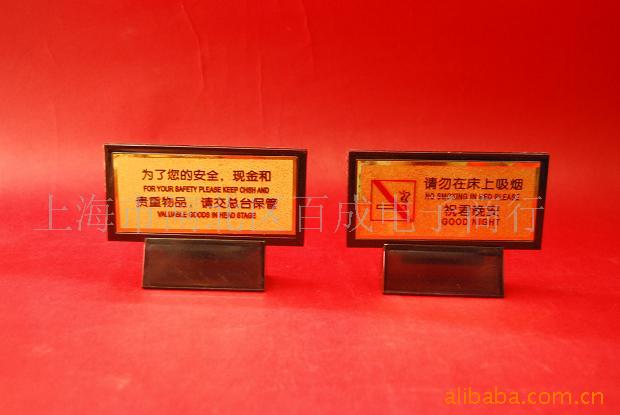 为了您的安全，现金和
FOR YOUR SAFETY PLEASE KEEP CHSH AND
贵重物品，请交总台保管
VALUABLE GOODS IN HEAD STAGE
请勿在床上吸烟
NO SMOKING IN BED PLEASE
祝君晚安
GOOD NIGHT
alibaba.com.cn